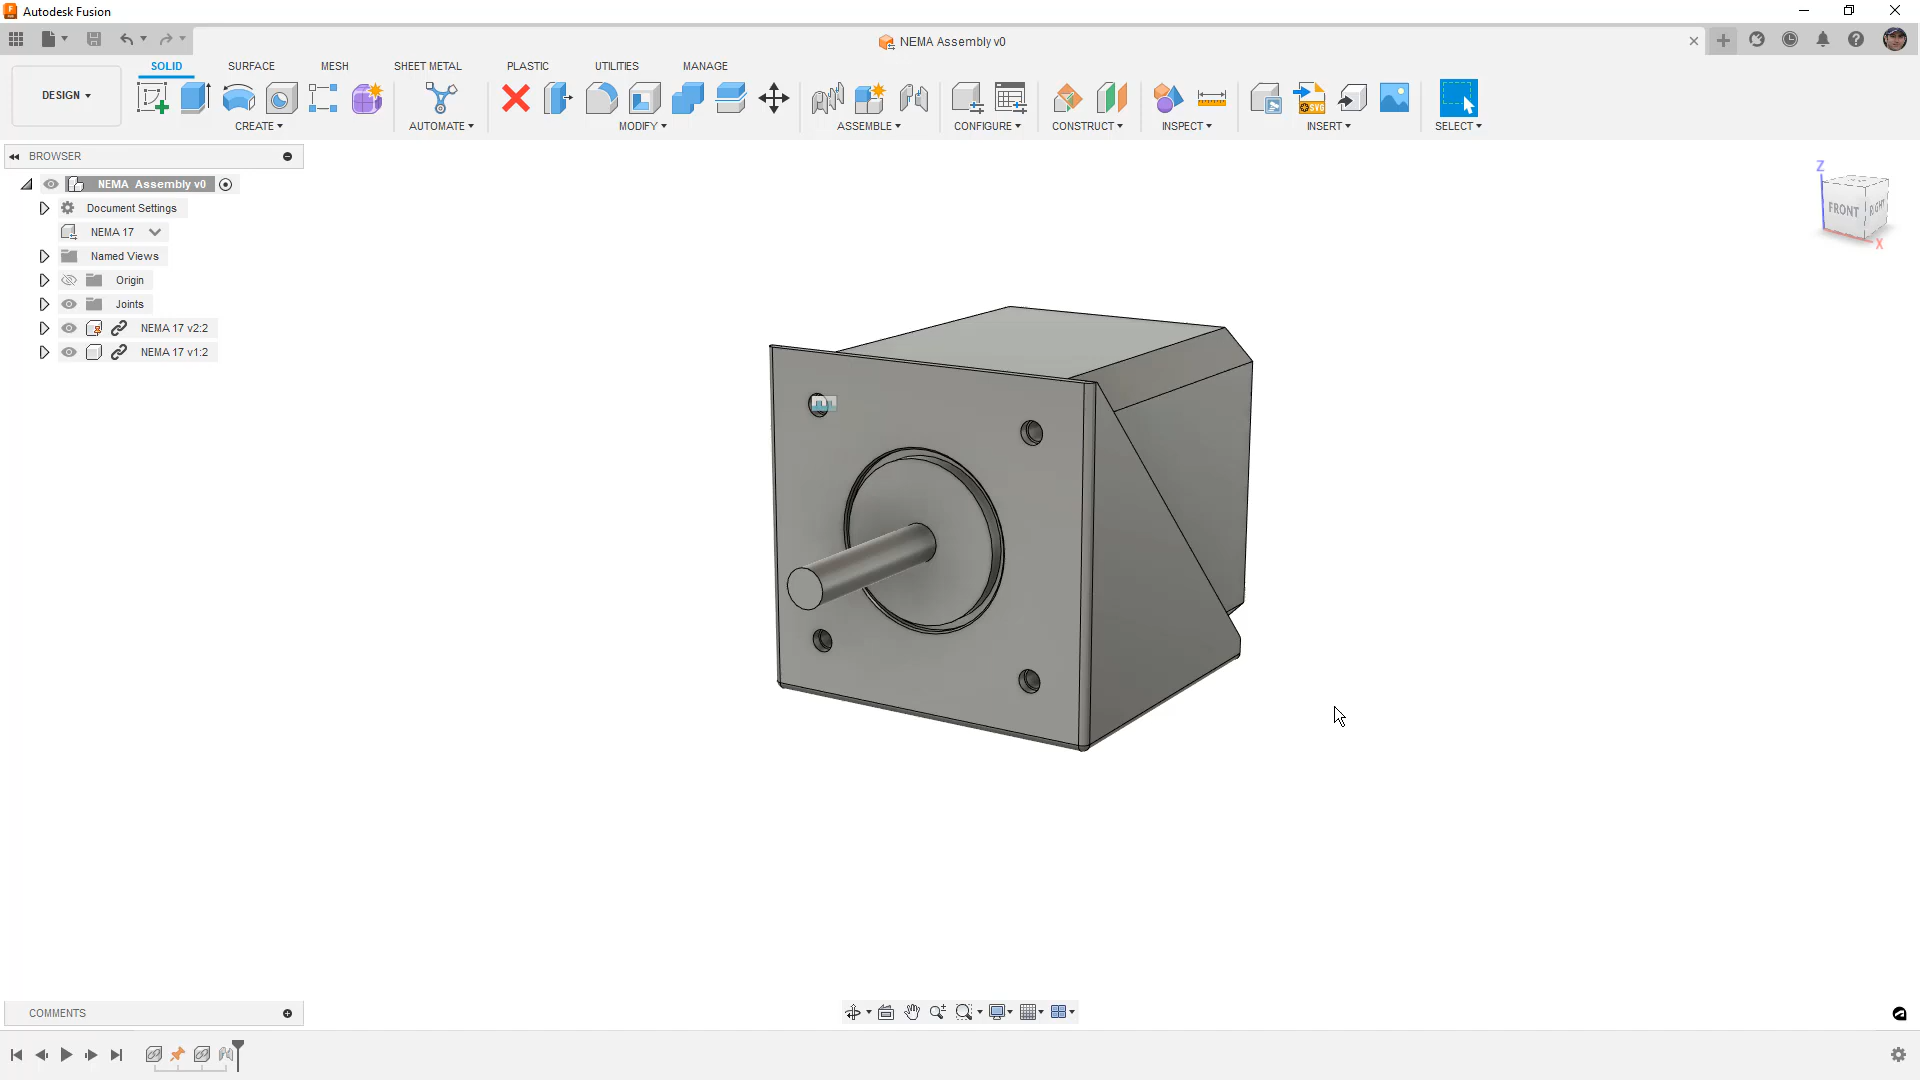 Autodesk Fusion
NEMA Assembly v0
DESIGN
SOLID
SURFACE
MESH
SHEET METAL
PLASTIC
UTILITIES
MANAGE
CREATE
AUTOMATE
MODIFY
ASSEMBLE
CONFIGURE
CONSTRUCT
INSPECT
INSERT
SELECT
SVG
BROWSER
NEMA Assembly v0
Document Settings
NEMA 17
Named Views
Origin
Joints
NEMA 17 v2:2
NEMA 17 v1:2
Z
FRONT
RIGHT
X
COMMENTS